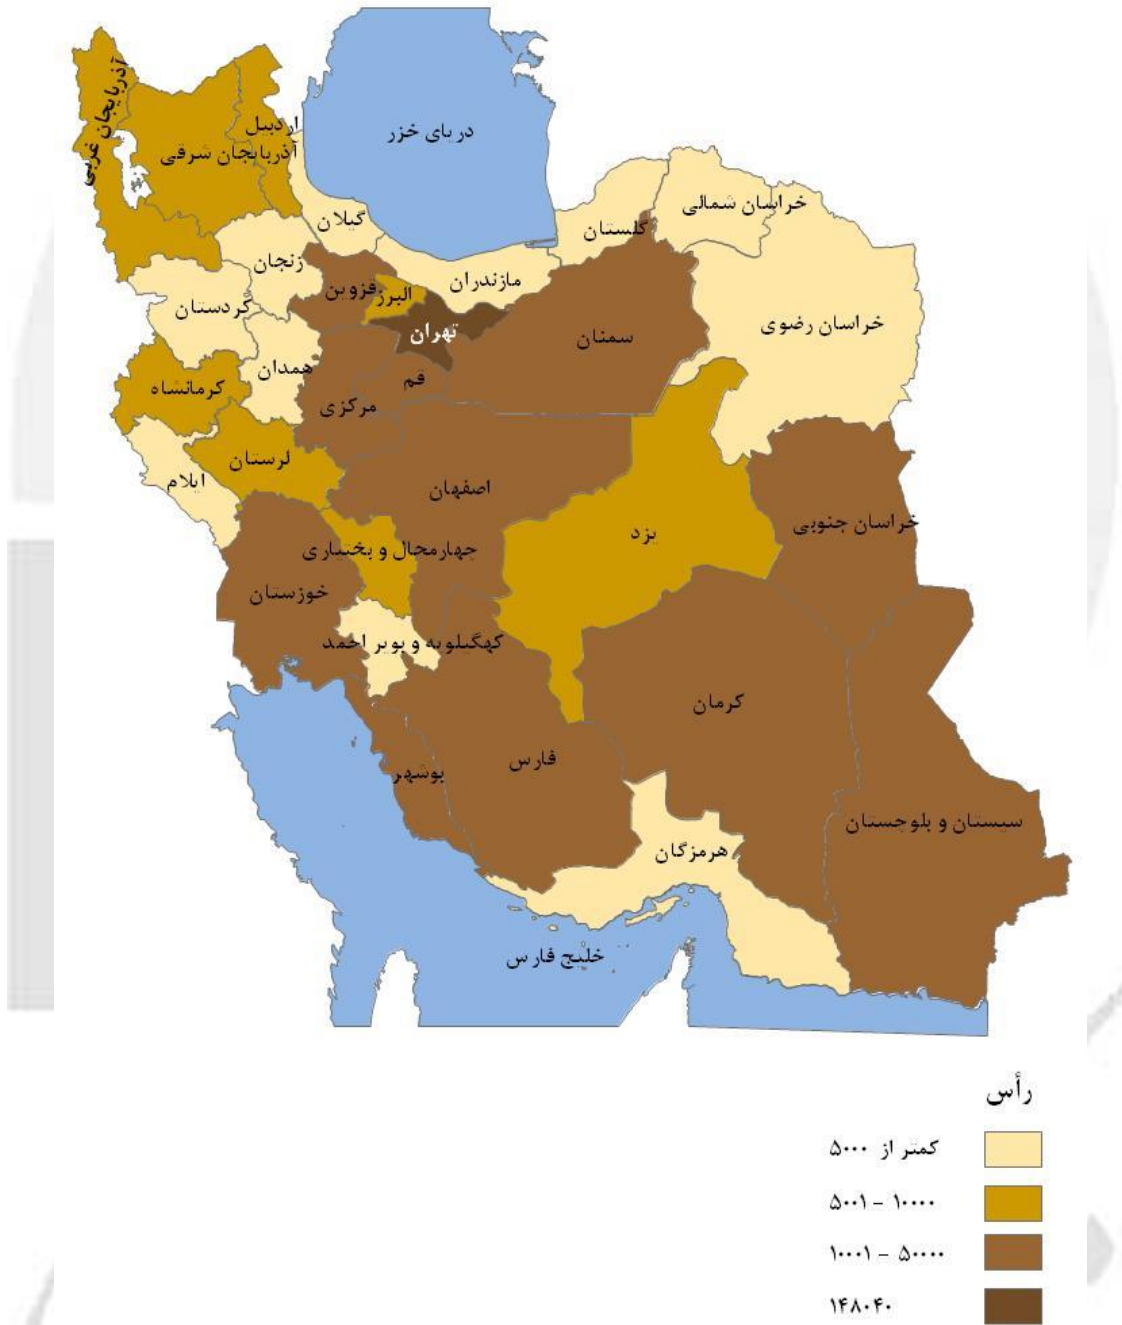 دریای خزر
آذربایجان غربی
اردبیل
آذربایجان شرقی
گیلان
خراسان شمالی
گلستان
زنجان
مازندران
قزوین
البرز
کردستان
تهران
سمنان
خراسان رضوی
همدان
قم
کرمانشاه
مرکزی
لرستان
ایلام
اصفهان
خراسان جنوبی
یزد
چهارمحال و بختیاری
خوزستان
کهگیلویه و بویر احمد
کرمان
فارس
بوشهر
سیستان و بلوچستان
هرمزگان
خلیج فارس
رأس
کمتر از ۵۰۰۰
۵۰۰۱ - ۱۰۰۰۰
۱۰۰۰۱ - ۵۰۰۰۰
۱۴۸۰۴۰